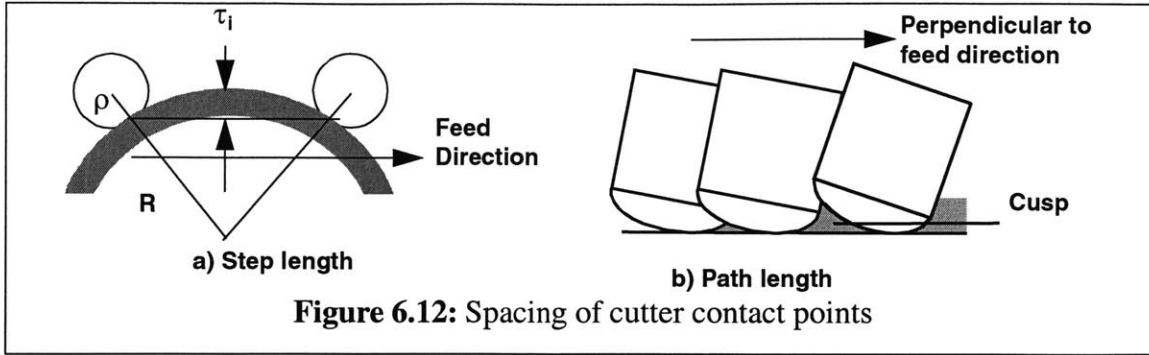 τi
ρ
Feed
Direction
R
a) Step length
Perpendicular to
feed direction
Cusp
b) Path length
Figure 6.12: Spacing of cutter contact points